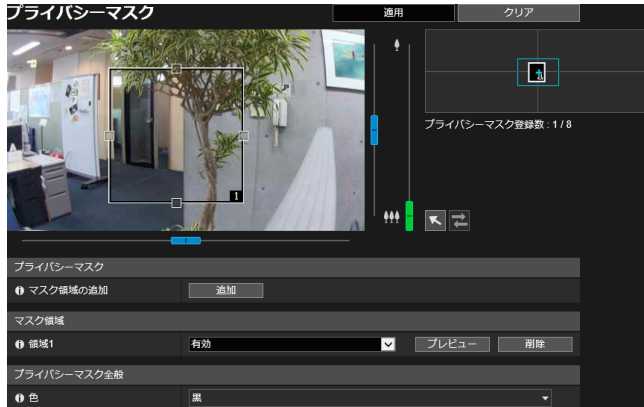 プライバシーマスク
適用
クリア
1
プライバシーマスク登録数 : 1 / 8
プライバシーマスク
マスク領域の追加
追加
マスク領域
領域1
有効
プレビュー
削除
プライバシーマスク全般
色
黒